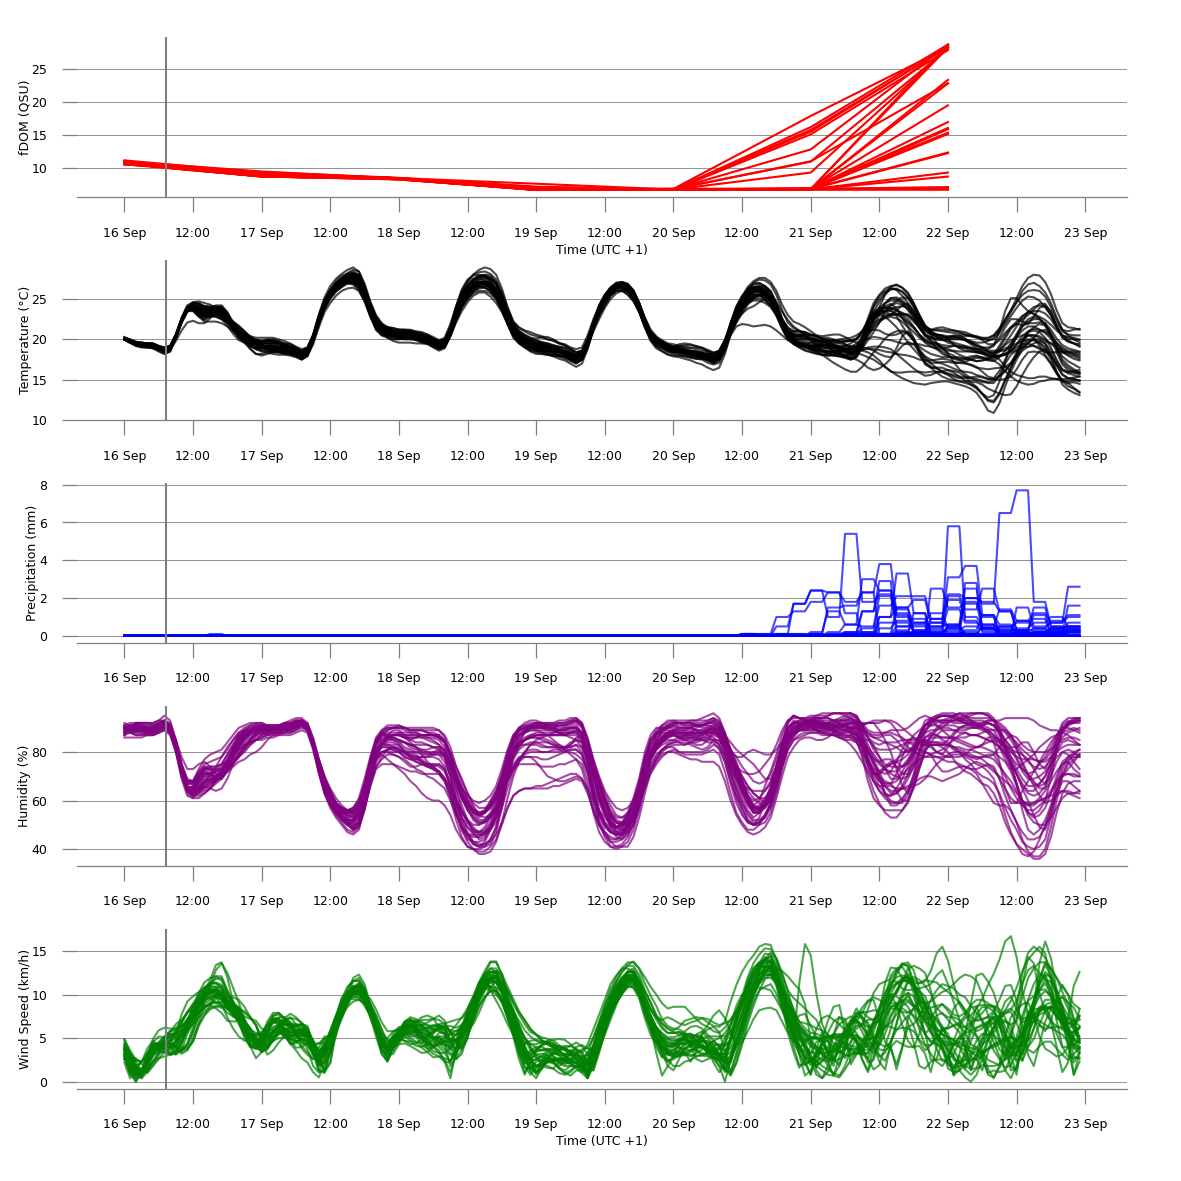 25
20
15
10
fDOM (QSU)
16 Sep 12:00 17 Sep 12:00 18 Sep 12:00 19 Sep 12:00 20 Sep 12:00 21 Sep 12:00 22 Sep 12:00 23 Sep
Time (UTC +1)
25
20
15
10
Temperature (°C)
16 Sep 12:00 17 Sep 12:00 18 Sep 12:00 19 Sep 12:00 20 Sep 12:00 21 Sep 12:00 22 Sep 12:00 23 Sep
8
6
4
2
0
Precipitation (mm)
16 Sep 12:00 17 Sep 12:00 18 Sep 12:00 19 Sep 12:00 20 Sep 12:00 21 Sep 12:00 22 Sep 12:00 23 Sep
80
60
40
Humidity (%)
16 Sep 12:00 17 Sep 12:00 18 Sep 12:00 19 Sep 12:00 20 Sep 12:00 21 Sep 12:00 22 Sep 12:00 23 Sep
15
10
5
0
Wind Speed (km/h)
16 Sep 12:00 17 Sep 12:00 18 Sep 12:00 19 Sep 12:00 20 Sep 12:00 21 Sep 12:00 22 Sep 12:00 23 Sep
Time (UTC +1)